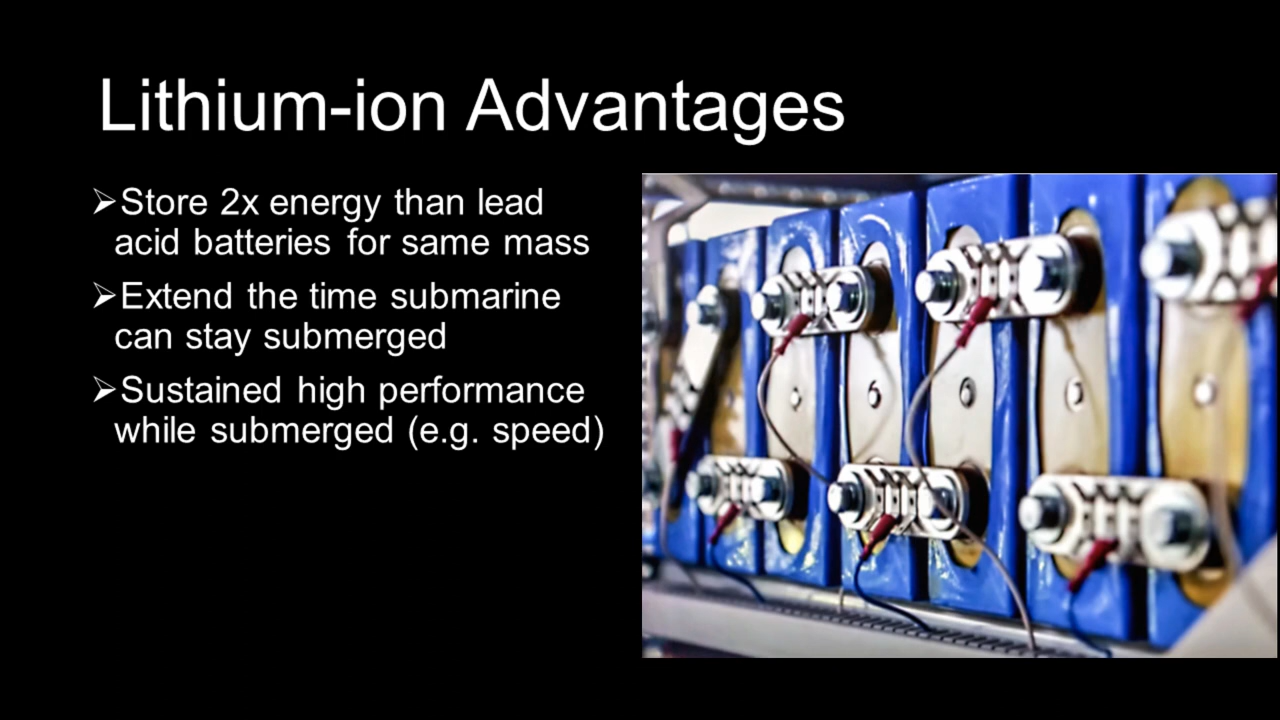 Lithium-ion Advantages
➢Store 2x energy than lead
acid batteries for same mass
➢Extend the time submarine
can stay submerged
➢Sustained high performance
while submerged (e.g. speed)